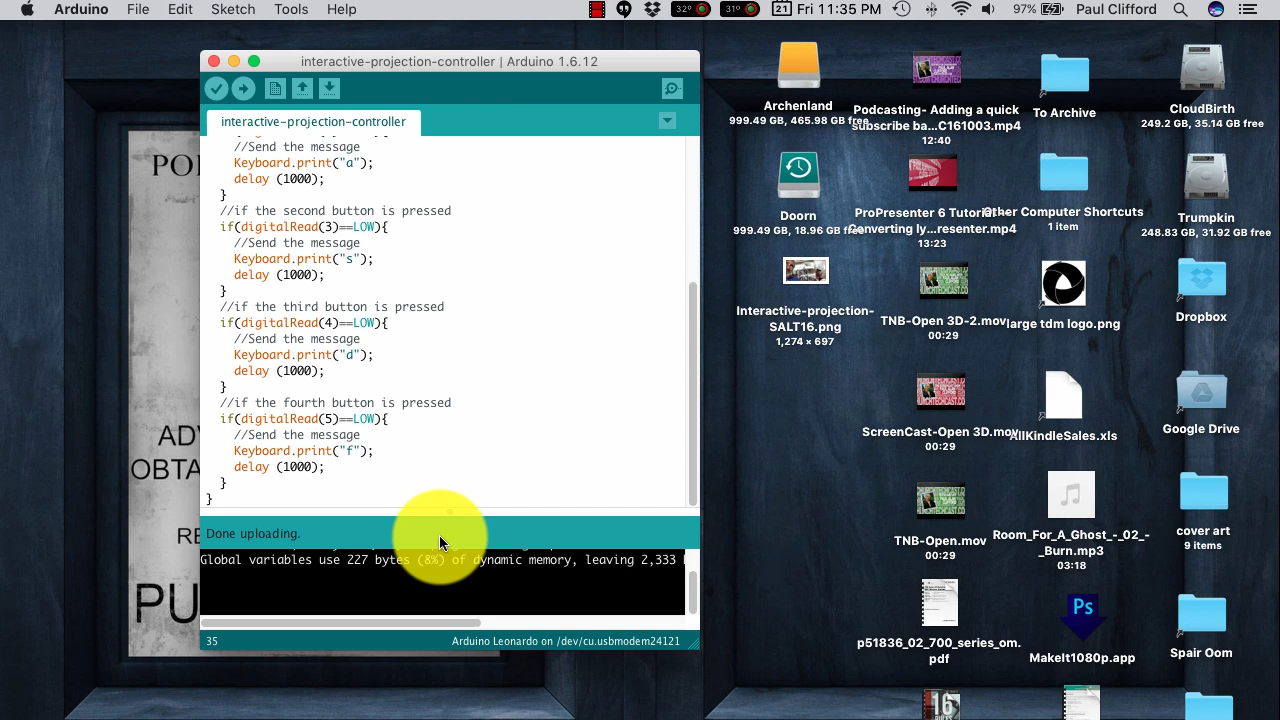 Arduino File Edit Sketch Tools Help 32° 31° 21 Fri 11:35 PM 97% Paul Clifford
interactive-projection-controller | Arduino 1.6.12
interactive-projection-controller
//Send the message
Keyboard.print("a");
delay (1000);
}
//if the second button is pressed
if(digitalRead(3)==LOW){
//Send the message
Keyboard.print("s");
delay (1000);
}
//if the third button is pressed
if(digitalRead(4)==LOW){
//Send the message
Keyboard.print("d");
delay (1000);
}
//if the fourth button is pressed
if(digitalRead(5)==LOW){
//Send the message
Keyboard.print("f");
delay (1000);
}
}
Done uploading.
Global variables use 227 bytes (8%) of dynamic memory, leaving 2,333
35 Arduino Leonardo on /dev/cu.usbmodem24121
ADV
OBTA
RE
PU
Archenland
999.49 GB, 465.98 GB free
Doorn
999.49 GB, 18.96 GB free
Interactive-projection-
SALT16.png
1,274 × 697
Podcasting- Adding a quick
subscribe ba...C161003.mp4
12:40
ProPresenter 6 Tutorial-
Converting ly...resenter.mp4
13:23
TNB-Open 3D-2.mov
00:29
ScreenCast-Open 3D.mov
00:29
TNB-Open.mov
00:29
p51836_02_700_series_om.
pdf
16
To Archive
Other Computer Shortcuts
1 item
large tdm logo.png
AllKindleSales.xls
Room_For_A_Ghost_-_02_-
_Burn.mp3
03:18
Ps
MakeIt1080p.app
CloudBirth
249.2 GB, 35.14 GB free
Trumpkin
248.83 GB, 31.92 GB free
Dropbox
Google Drive
cover art
9 items
Spair Oom